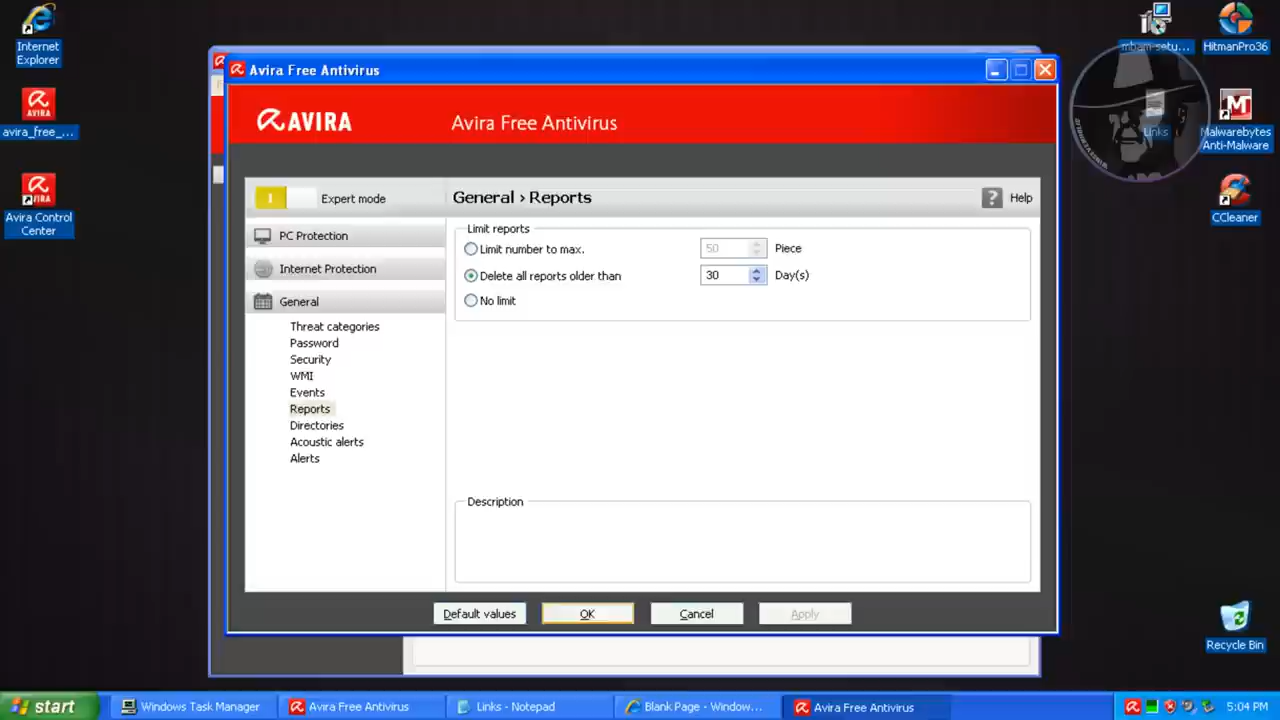 Internet
Explorer
avira_free_...
Avira Control
Center
mbam-setu...
HitmanPro36
Links
Malwarebytes
Anti-Malware
CCleaner
Recycle Bin
Avira Free Antivirus
AVIRA
Avira Free Antivirus
Expert mode
General › Reports
? Help
PC Protection
Internet Protection
General
Threat categories
Password
Security
WMI
Events
Reports
Directories
Acoustic alerts
Alerts
Limit reports
Limit number to max.
50
Piece
Delete all reports older than
30
Day(s)
No limit
Description
Default values
OK
Cancel
Apply
start
Windows Task Manager
Avira Free Antivirus
Links - Notepad
Blank Page - Window...
Avira Free Antivirus
5:04 PM